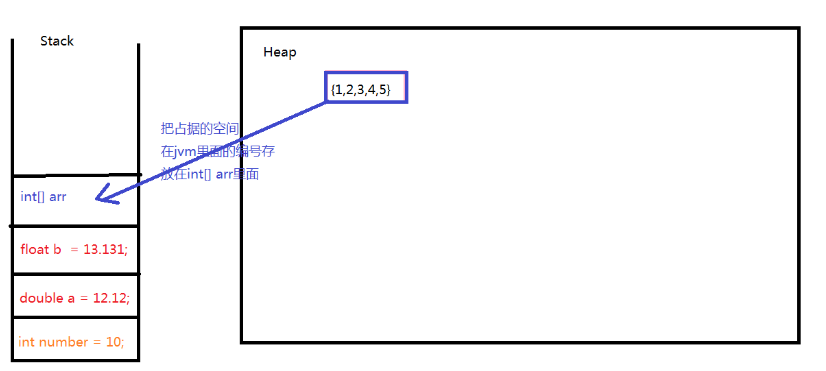 Stack
Heap
{1,2,3,4,5}
把占据的空间
在jvm里面的编号存
放在int[] arr里面
int[] arr
float b = 13.131;
double a = 12.12;
int number = 10;